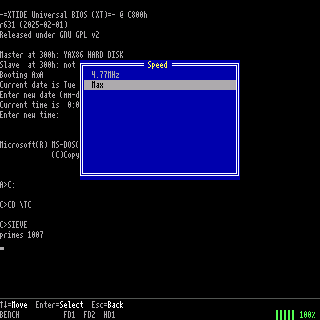 -=XTIDE Universal BIOS (XT)=- @ C800h
r631 (2025-02-01)
Released under GNU GPL v2
Master at 300h: YAX86 HARD DISK
Slave  at 300h: not
Speed
Booting A»A
4.77MHz
Current date is Tue
Max
Enter new date (mm-d
Current time is  0:0
Enter new time:
Microsoft(R) MS-DOS(
(C)Copy
A>C:
C>CD \TC
C>SIEVE
primes 1007
↑↓=Move  Enter=Select  Esc=Back
BENCH  FD1  FD2  HD1  100%